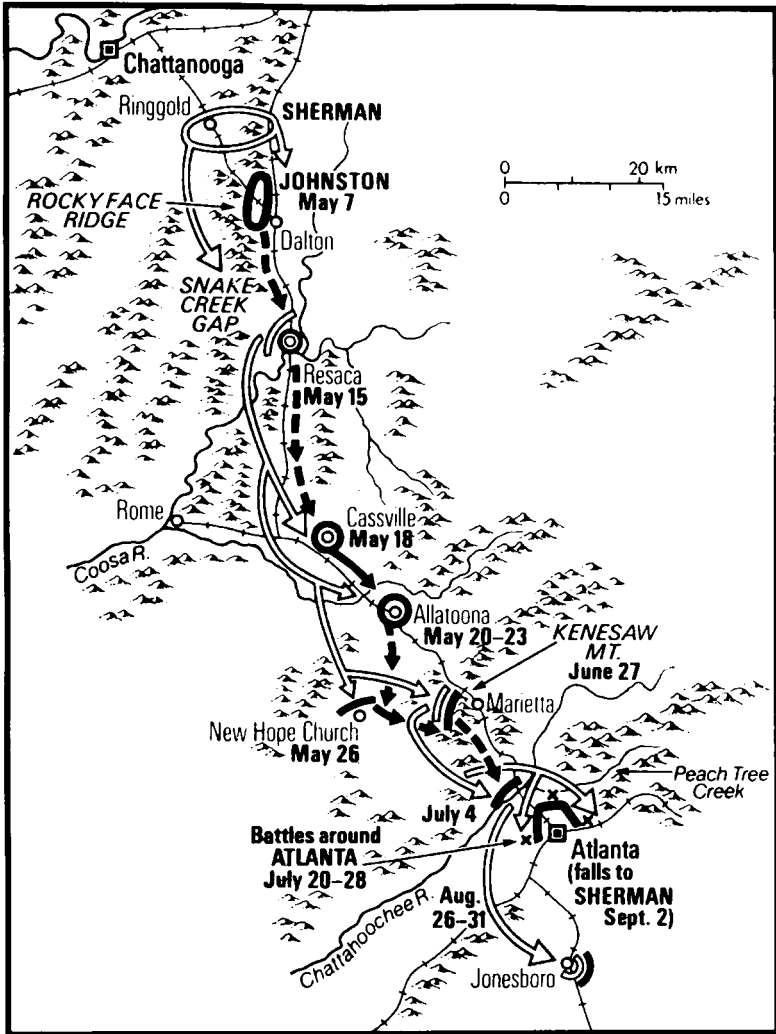 Chattanooga
Ringgold
SHERMAN
0 20 km
0 15 miles
JOHNSTON
May 7
ROCKY FACE
RIDGE
Dalton
SNAKE
CREEK
GAP
Resaca
May 15
Rome
Cassville
May 18
Coosa R.
Allatoona
May 20–23
KENESAW
MT.
June 27
Marietta
New Hope Church
May 26
Peach Tree
Creek
July 4
Battles around
ATLANTA
July 20–28
Atlanta
(falls to
SHERMAN
Sept. 2)
Aug.
26–31
Chattahoochee R.
Jonesboro